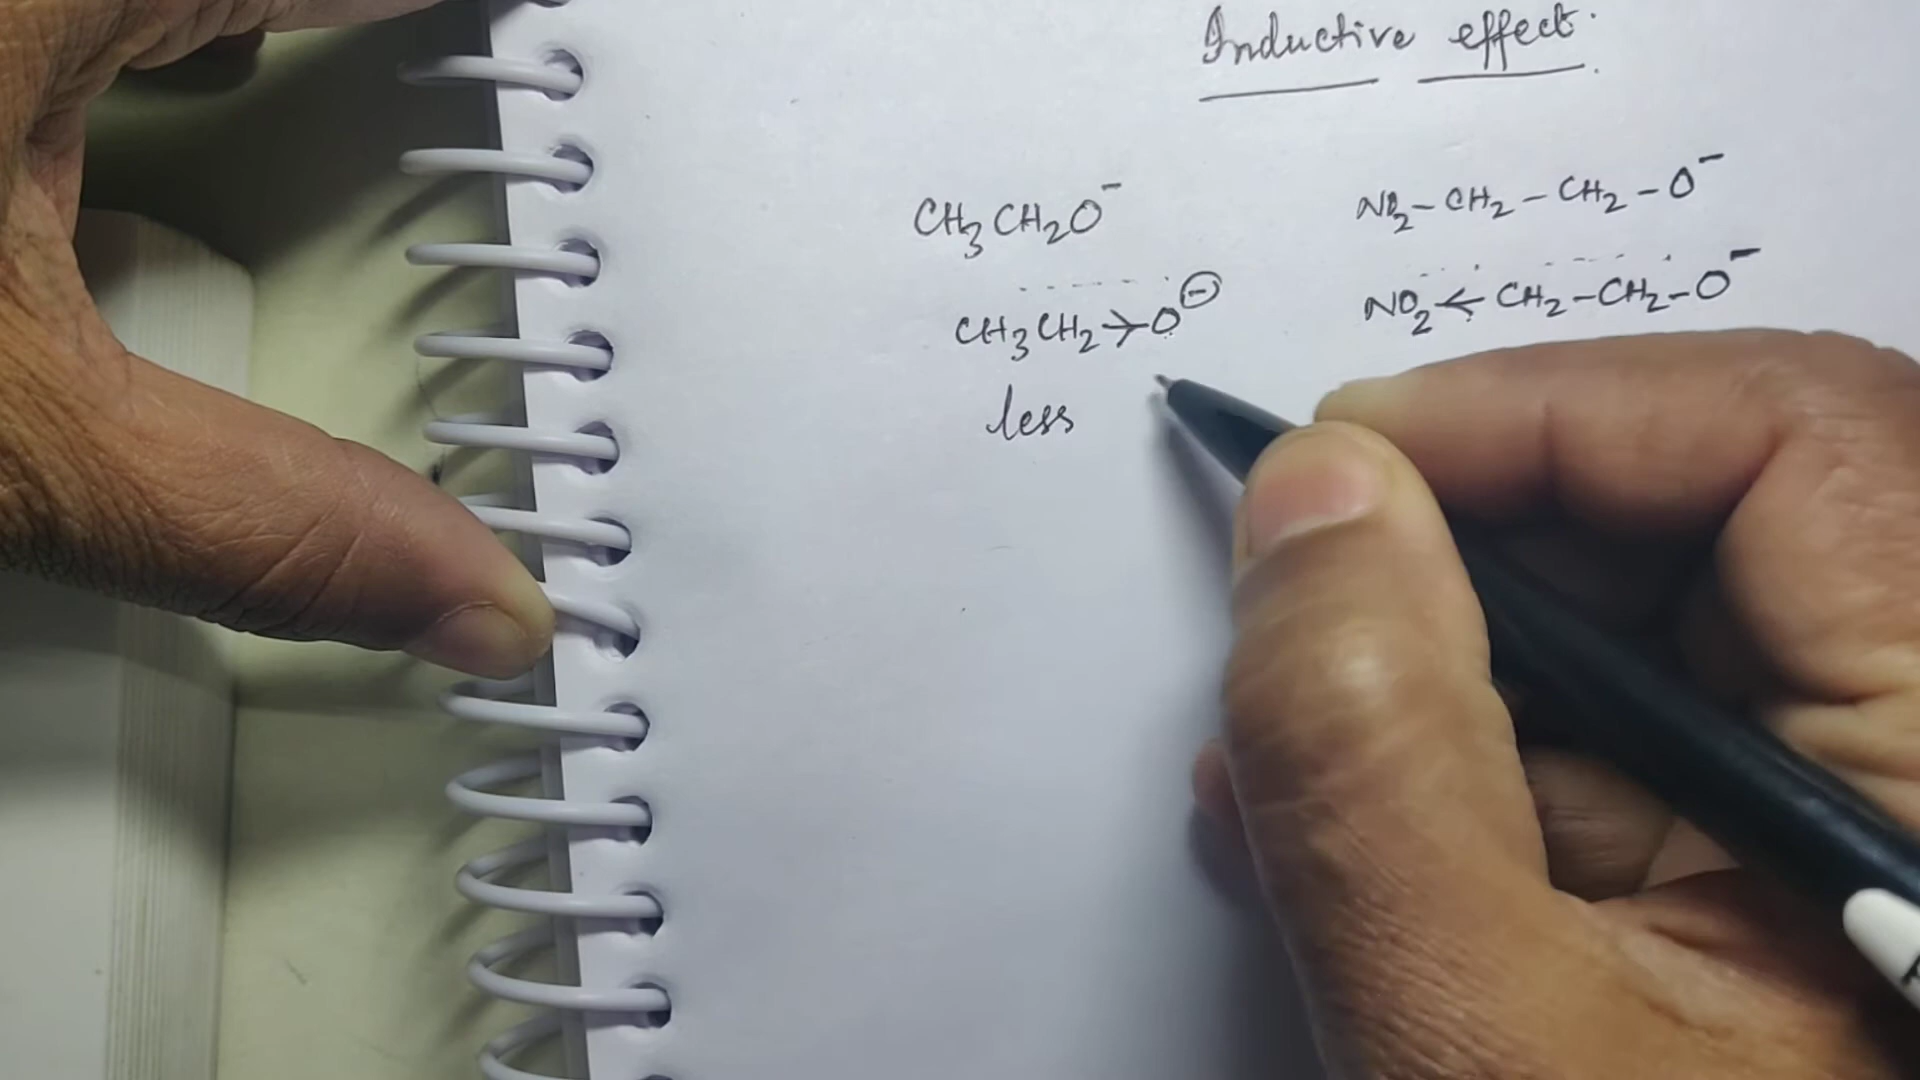 Inductive effect.
CH3CH2O⁻
NO2-CH2-CH2-O⁻
CH3CH2→O⊖
NO2←CH2-CH2-O⁻
less